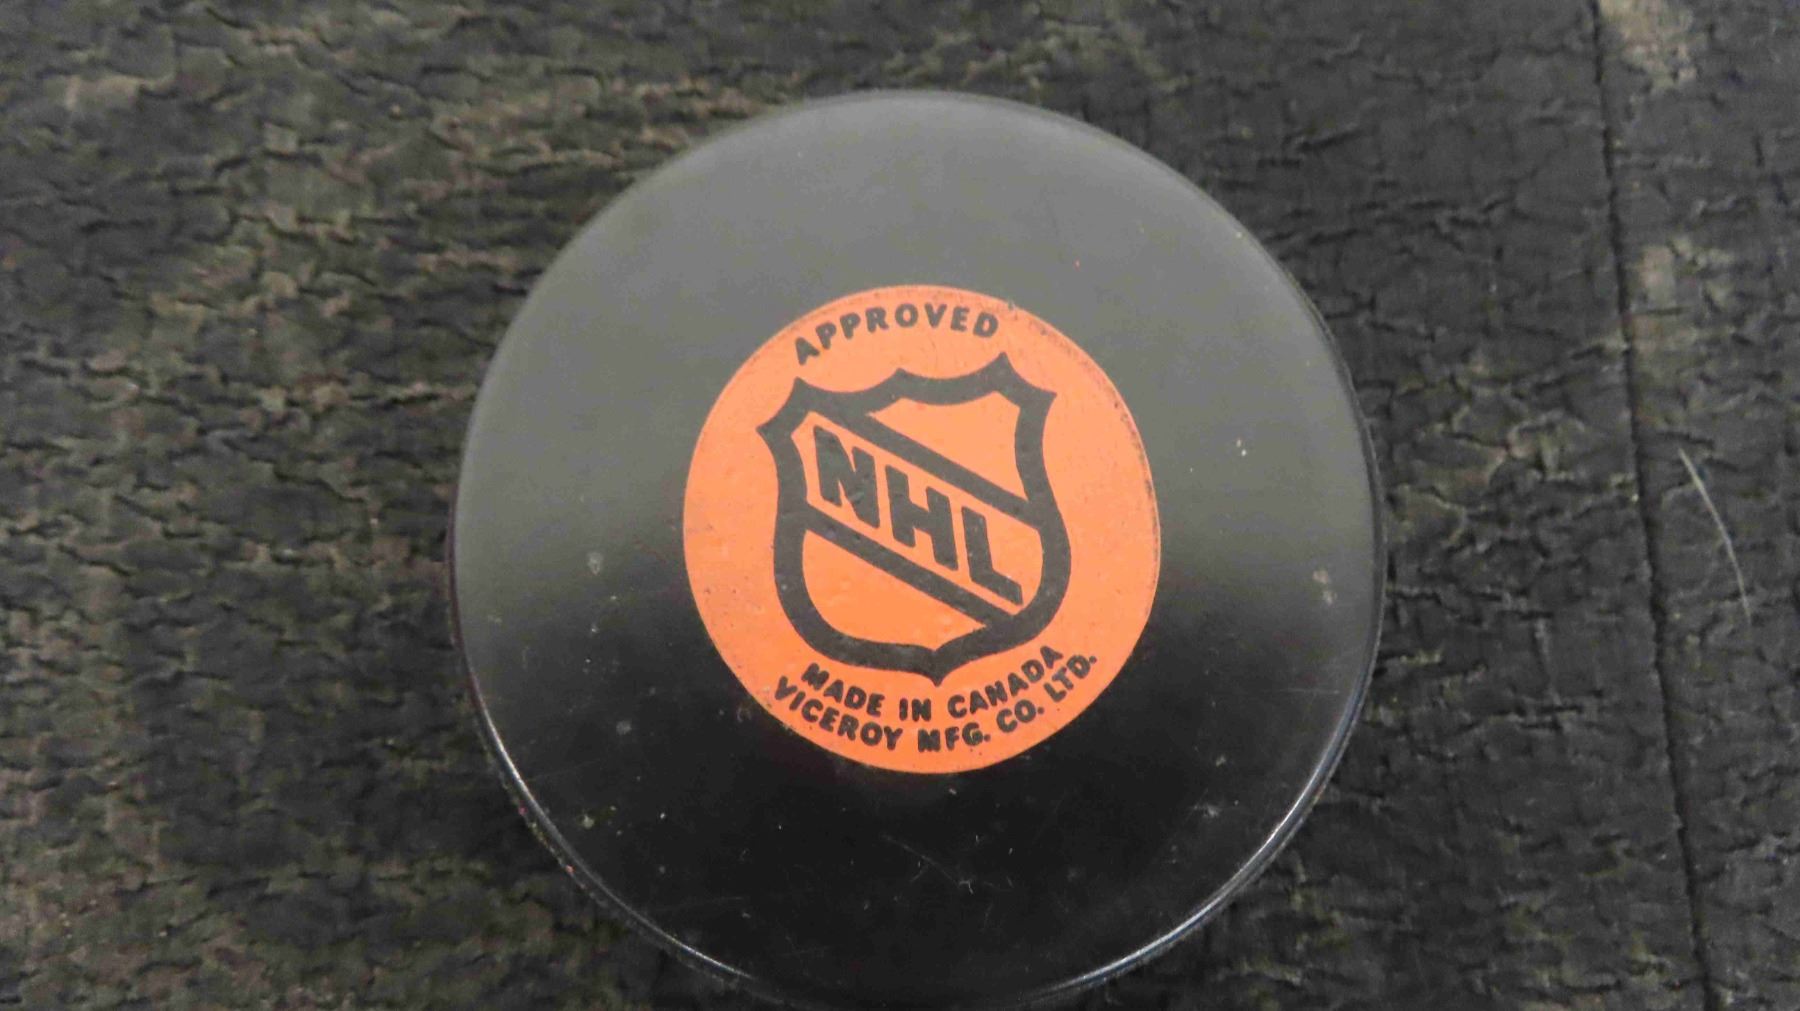 APPROVED
NHL
MADE IN CANADA
VICEROY MFG. CO. LTD.